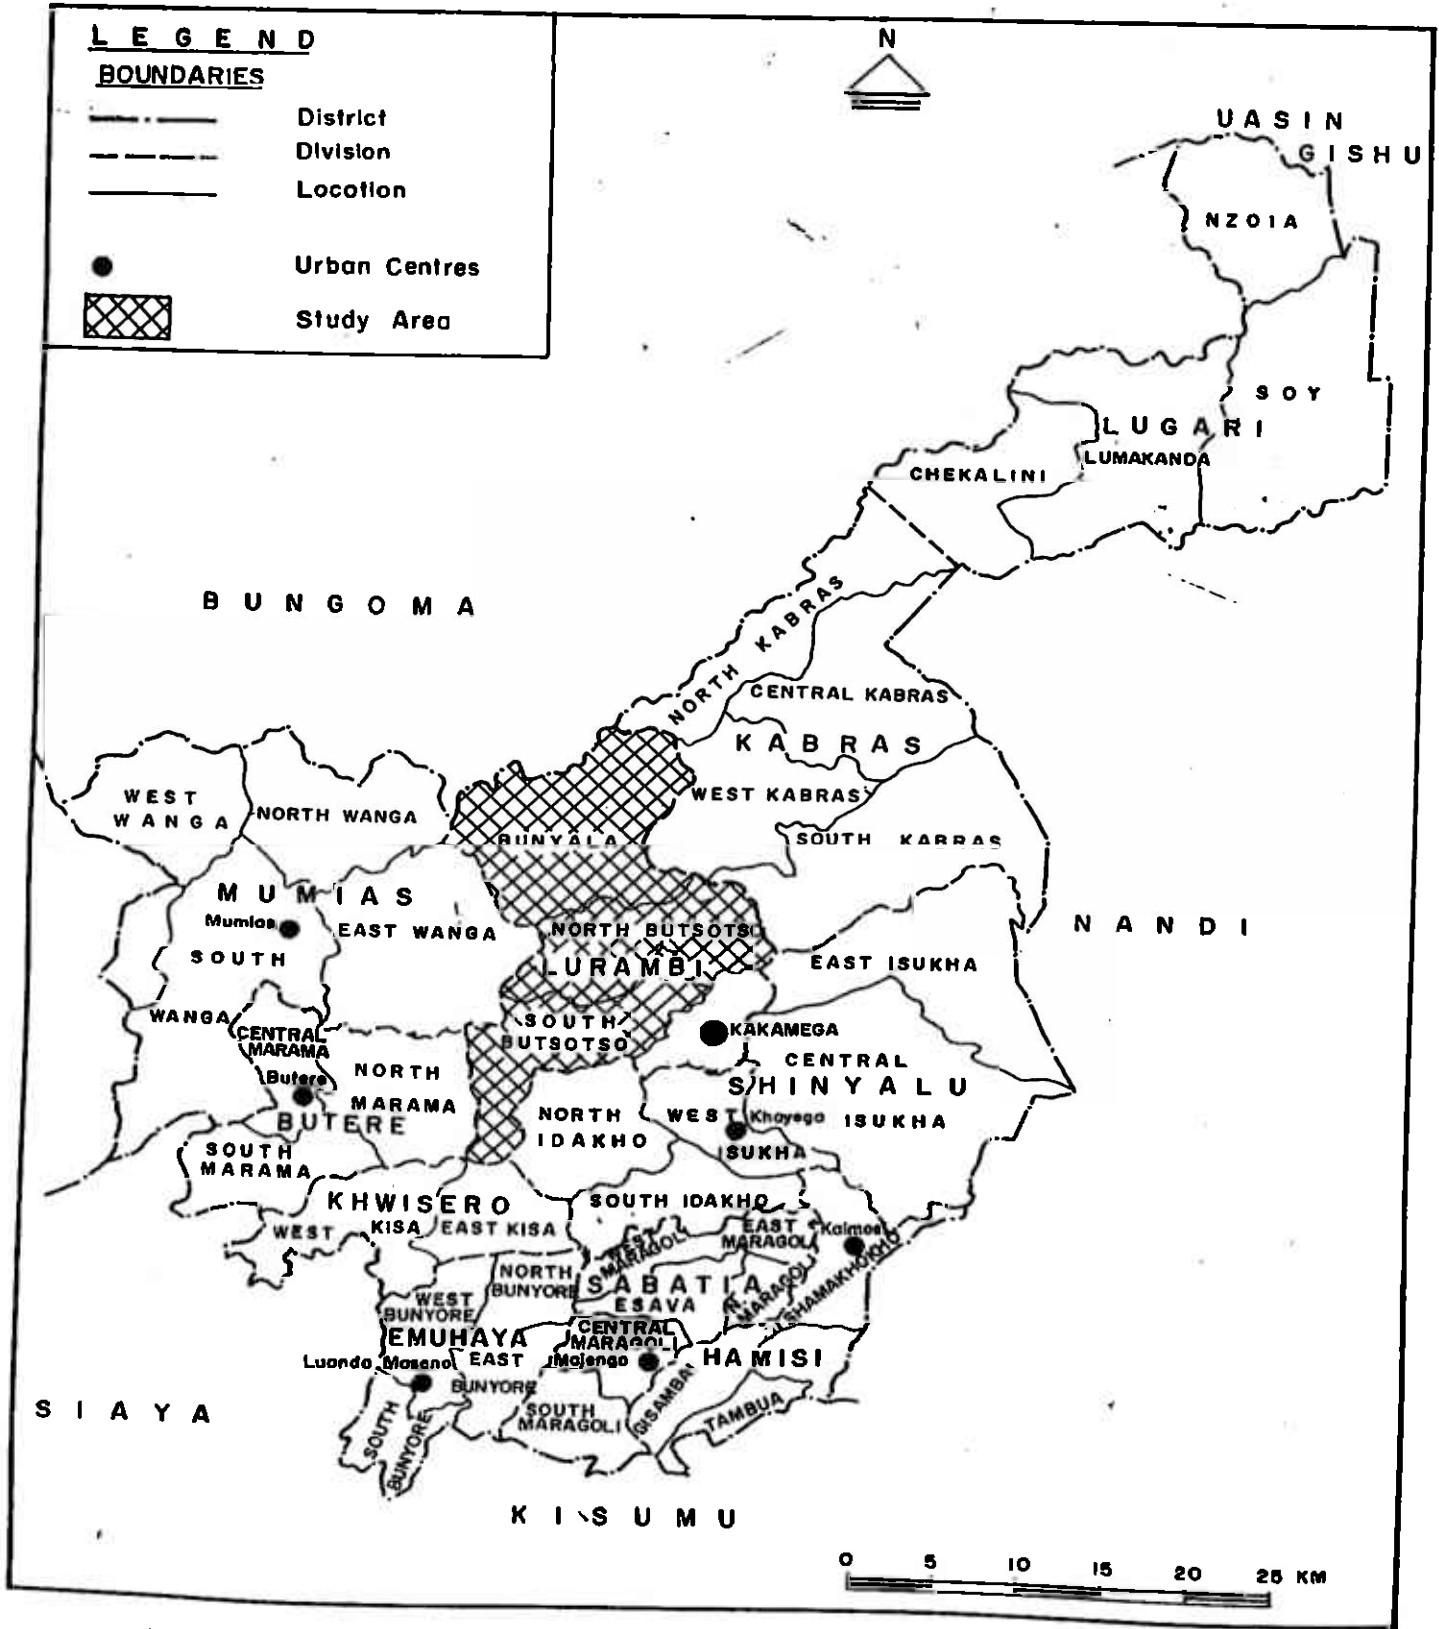 LEGEND
BOUNDARIES
District
Division
Location
Urban Centres
Study Area
N
UASIN
GISHU
NZOIA
SOY
LUGARI
LUMAKANDA
CHEKALINI
BUNGOMA
NORTH KABRAS
CENTRAL KABRAS
KABRAS
WEST KABRAS
SOUTH KABRAS
WEST
WANGA
NORTH WANGA
BUNYALA
MUMIAS
Mumias
EAST WANGA
SOUTH
WANGA
NORTH BUTSOTSO
LURAMBI
SOUTH
BUTSOTSO
EAST ISUKHA
NANDI
KAKAMEGA
CENTRAL
SHINYALU
ISUKHA
WEST
Khayega
ISUKHA
CENTRAL
MARAMA
Butere
NORTH
MARAMA
BUTERE
SOUTH
MARAMA
NORTH
IDAKHO
SOUTH IDAKHO
KHWISERO
WEST
KISA
EAST KISA
WEST
MARAGOLI
EAST
MARAGOLI
Kaimosi
SHAMAKHOKHO
NORTH
BUNYORE
SABATIA
ESAVA
N.
MARAGOLI
WEST
BUNYORE
EMUHAYA
CENTRAL
MARAGOLI
Majengo
HAMISI
Luanda Maseno
EAST
BUNYORE
SOUTH
MARAGOLI
GISAMBA
TAMBUA
SOUTH
BUNYORE
SIAYA
KISUMU
0 5 10 15 20 25 KM